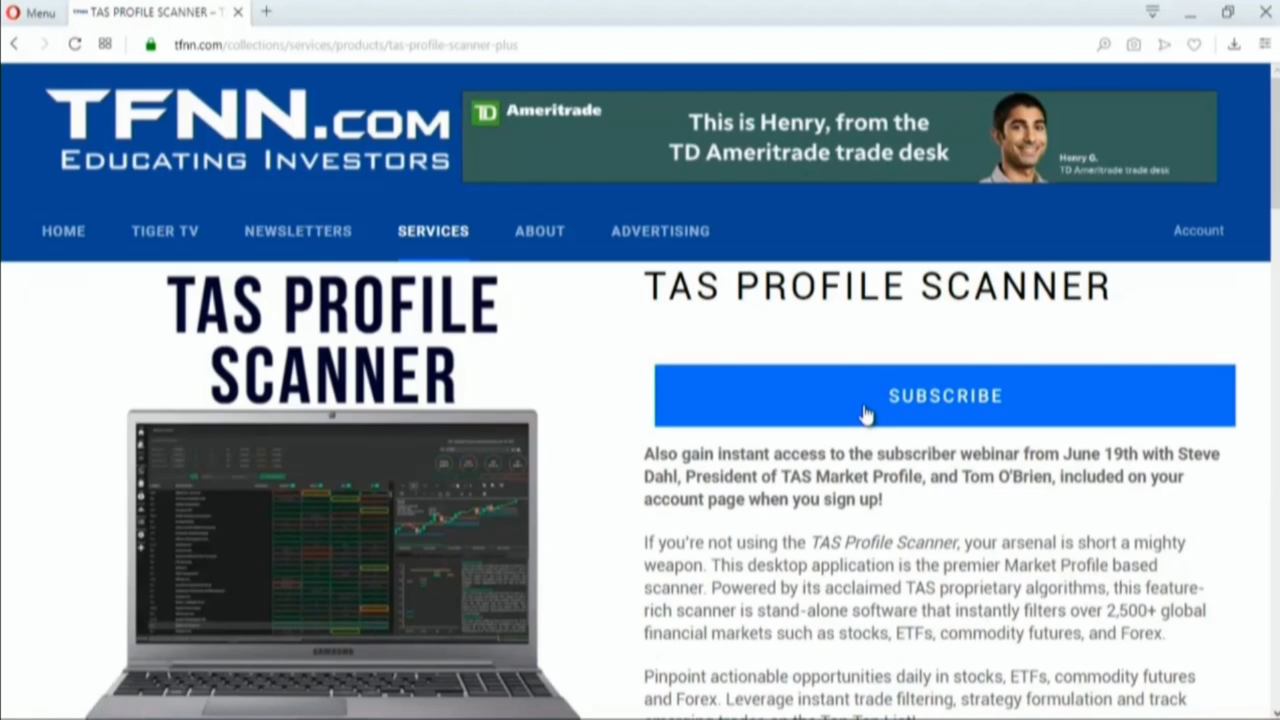 Menu
TAS PROFILE SCANNER – T
tfnn.com/collections/services/products/tas-profile-scanner-plus
TFNN.COM
EDUCATING INVESTORS
TD Ameritrade
This is Henry, from the
TD Ameritrade trade desk
Henry G.
TD Ameritrade trade desk
HOME TIGER TV NEWSLETTERS SERVICES ABOUT ADVERTISING Account
TAS PROFILE
SCANNER
SAMSUNG
TAS PROFILE SCANNER
SUBSCRIBE
Also gain instant access to the subscriber webinar from June 19th with Steve
Dahl, President of TAS Market Profile, and Tom O'Brien, included on your
account page when you sign up!
If you're not using the TAS Profile Scanner, your arsenal is short a mighty
weapon. This desktop application is the premier Market Profile based
scanner. Powered by its acclaimed TAS proprietary algorithms, this feature-
rich scanner is stand-alone software that instantly filters over 2,500+ global
financial markets such as stocks, ETFs, commodity futures, and Forex.
Pinpoint actionable opportunities daily in stocks, ETFs, commodity futures
and Forex. Leverage instant trade filtering, strategy formulation and track